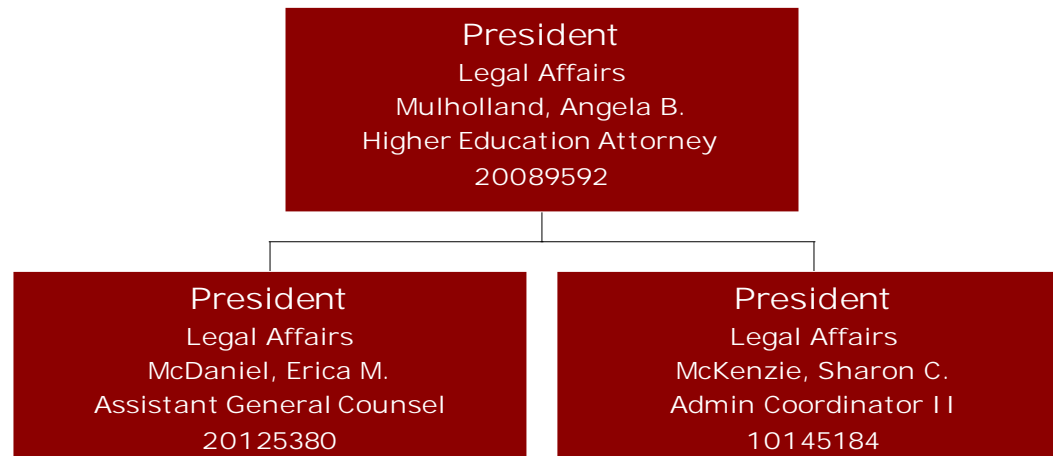 President
Legal Affairs
Mulholland, Angela B.
Higher Education Attorney
20089592
President
Legal Affairs
McDaniel, Erica M.
Assistant General Counsel
20125380
President
Legal Affairs
McKenzie, Sharon C.
Admin Coordinator II
10145184